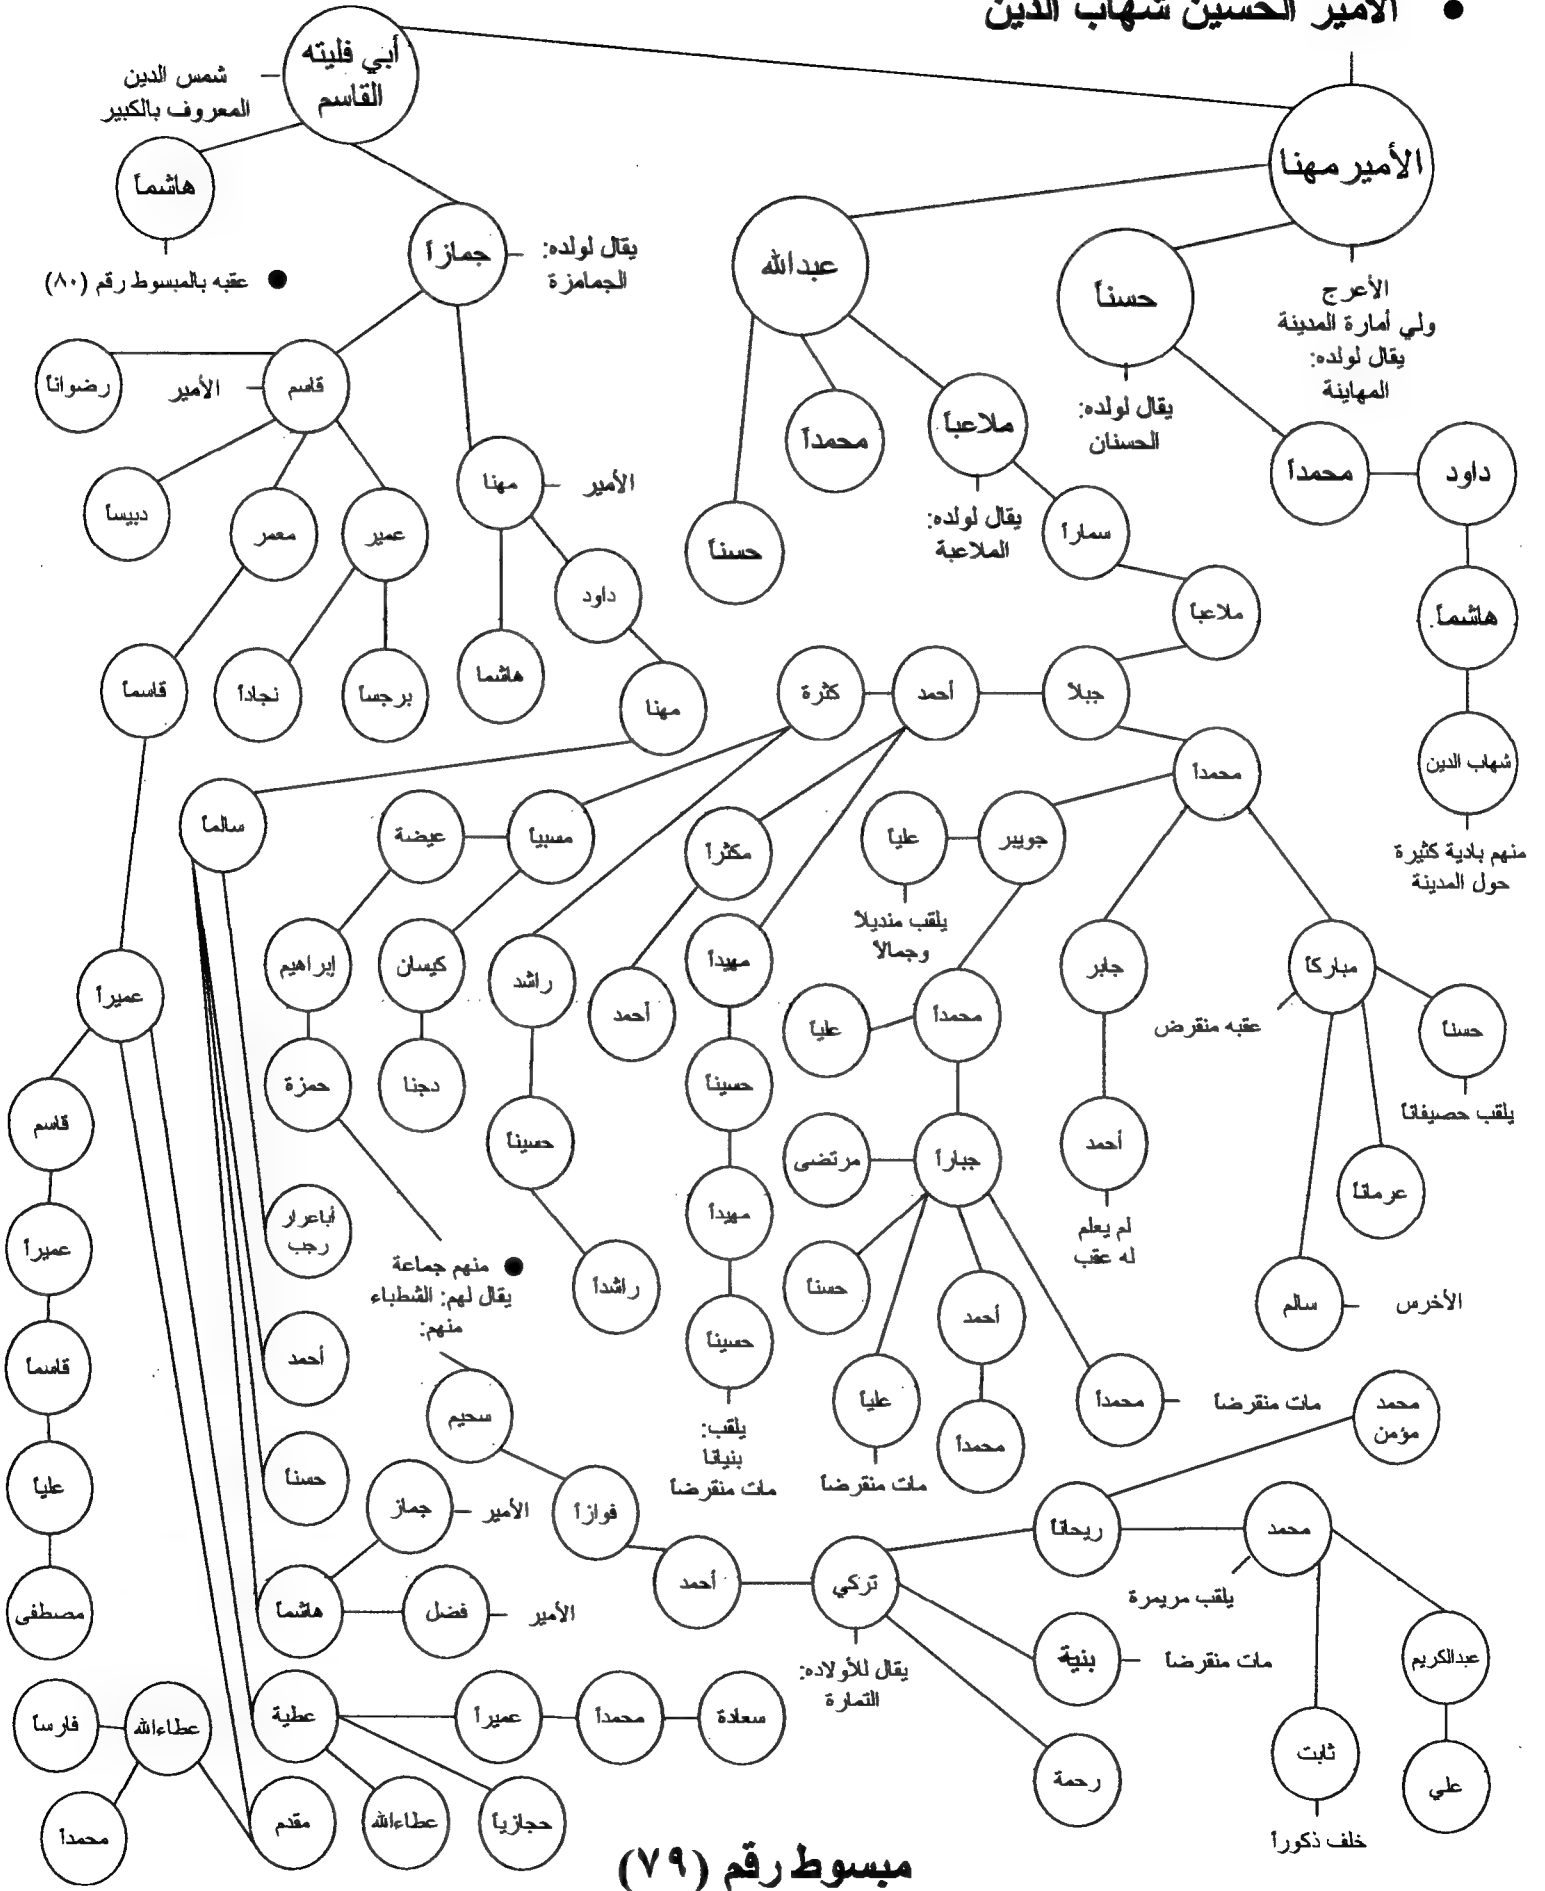 الأمير الحسين شهاب الدين
أبي فليته
القاسم
شمس الدين
المعروف بالكبير
الأمير مهنا
الأعرج
ولي أمارة المدينة
يقال لولده:
المهاينة
هاشماً
عقبه بالمبسوط رقم (٨٠)
جمازاً
يقال لولده:
الجمامزة
عبدالله
حسناً
يقال لولده:
الحسنان
محمداً
داود
هاشماً
شهاب الدين
منهم بادية كثيرة
حول المدينة
ملاعباً
يقال لولده:
الملاعبة
محمداً
حسناً
سماراً
ملاعباً
جبلاً
أحمد
كثرة
محمداً
قاسم
الأمير
رضواناً
دبيساً
معمر
عمير
مهنا
الأمير
داود
هاشما
مهنا
قاسماً
نجاداً
برجساً
سالماً
عيضة
مسبياً
مكثراً
علياً
جويبر
يلقب منديلاً
وجمالاً
إبراهيم
كيسان
راشد
أحمد
مهيداً
محمداً
علياً
جابر
مباركاً
عقبه منقرض
حسناً
يلقب حصيفاناً
عميراً
قاسم
حمزة
دجنا
حسيناً
حسيناً
مرتضى
جباراً
أحمد
لم يعلم
له عقب
عرماناً
سالم
الأخرس
عميراً
أباعرار
رجب
منهم جماعة
يقال لهم: الشطباء
منهم:
راشداً
مهيداً
حسيناً
يلقب:
بنيانا
مات منقرضاً
حسناً
أحمد
علياً
مات منقرضاً
محمداً
محمداً
مات منقرضاً
محمد
مؤمن
قاسماً
أحمد
سحيم
علياً
حسناً
جماز
الأمير
فوازاً
ريحاناً
محمد
يلقب مريمرة
مصطفى
هاشماً
فضل
الأمير
أحمد
تركي
يقال للأولاده:
التمارة
بنية
مات منقرضاً
عبدالكريم
فارساً
عطاءالله
عطية
عميراً
محمداً
سعادة
رحمة
ثابت
خلف ذكوراً
علي
محمداً
مقدم
عطاءالله
حجازياً
مبسوط رقم (٧٩)